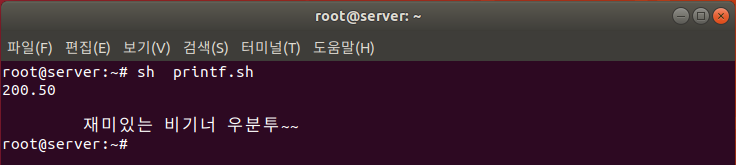 root@server: ~
파일(F) 편집(E) 보기(V) 검색(S) 터미널(T) 도움말(H)
root@server:~# sh  printf.sh
200.50
재미있는 비기너 우분투~~
root@server:~#